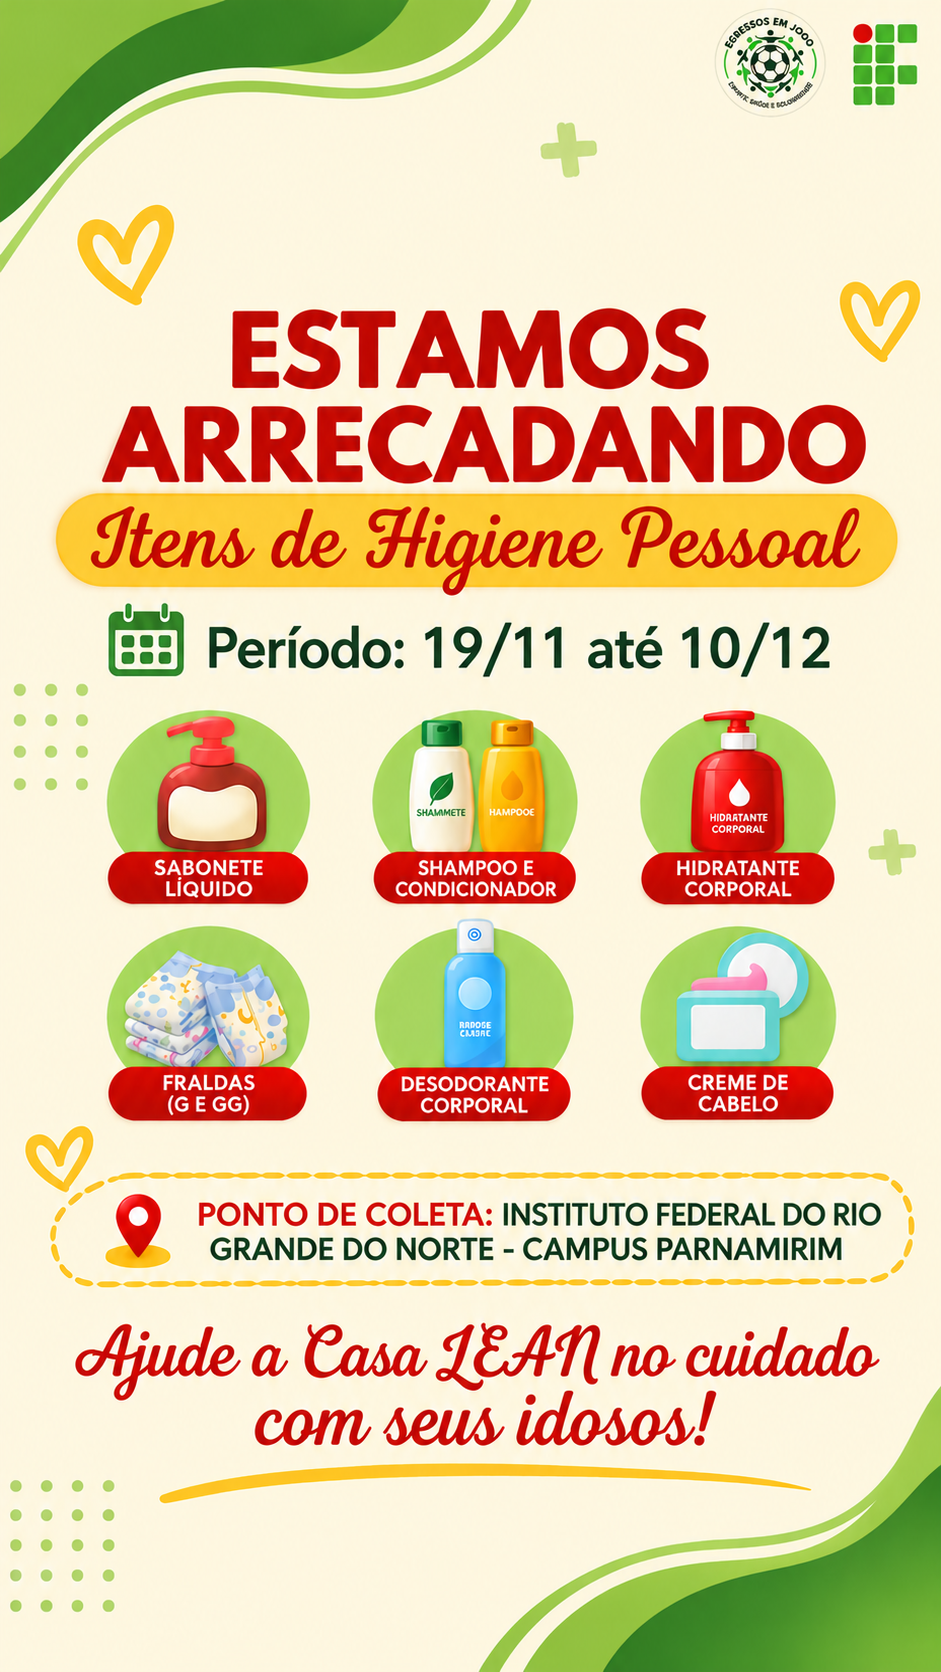 EGRESSOS EM JOGO
ESTAMOS
ARRECADANDO
Itens de Higiene Pessoal
Período: 19/11 até 10/12
SHAMMETE
HAMPOOE
HIDRATANTE
CORPORAL
SABONETE
LÍQUIDO
SHAMPOO E
CONDICIONADOR
HIDRATANTE
CORPORAL
FRALDAS
(G E GG)
DESODORANTE
CORPORAL
CREME DE
CABELO
PONTO DE COLETA: INSTITUTO FEDERAL DO RIO
GRANDE DO NORTE - CAMPUS PARNAMIRIM
Ajude a Casa LEAN no cuidado
com seus idosos!